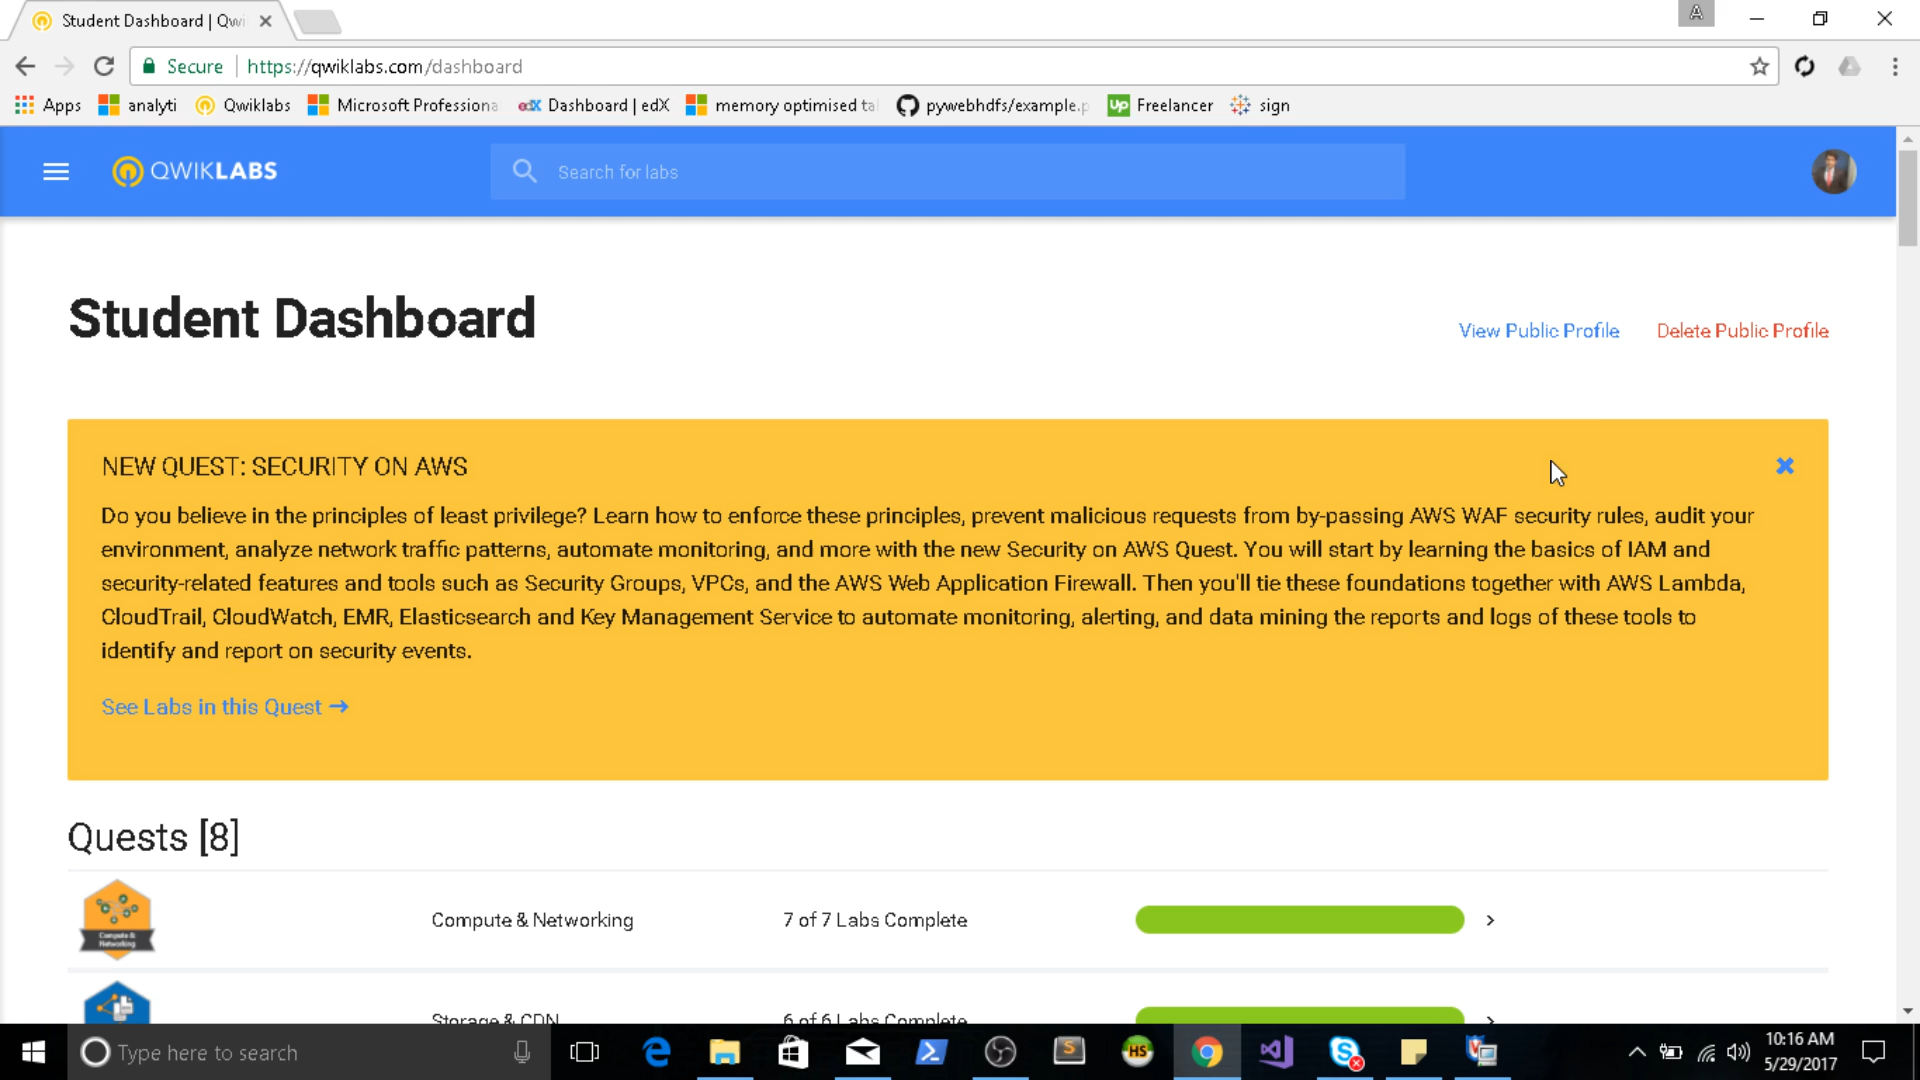 Student Dashboard | Qwi
A
Secure
https://qwiklabs.com/dashboard
Apps
analyti
Qwiklabs
Microsoft Professiona
edX Dashboard | edX
memory optimised ta
pywebhdfs/example.p
Up Freelancer
sign
QWIKLABS
Search for labs
Student Dashboard
View Public Profile
Delete Public Profile
NEW QUEST: SECURITY ON AWS
Do you believe in the principles of least privilege? Learn how to enforce these principles, prevent malicious requests from by-passing AWS WAF security rules, audit your
environment, analyze network traffic patterns, automate monitoring, and more with the new Security on AWS Quest. You will start by learning the basics of IAM and
security-related features and tools such as Security Groups, VPCs, and the AWS Web Application Firewall. Then you'll tie these foundations together with AWS Lambda,
CloudTrail, CloudWatch, EMR, Elasticsearch and Key Management Service to automate monitoring, alerting, and data mining the reports and logs of these tools to
identify and report on security events.
See Labs in this Quest →
Quests [8]
Compute & Networking
Compute & Networking
7 of 7 Labs Complete
Storage & CDN
6 of 6 Labs Complete
Type here to search
S
HS
10:16 AM
5/29/2017